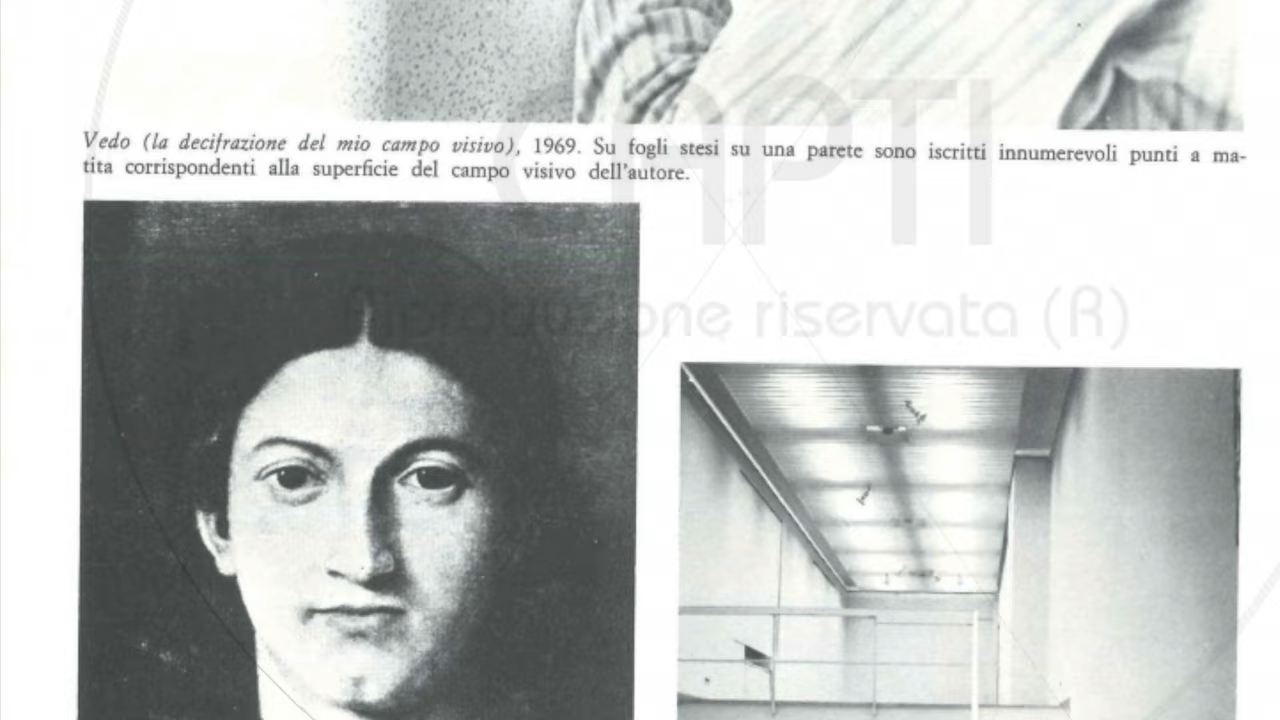 Vedo (la decifrazione del mio campo visivo), 1969. Su fogli stesi su una parete sono iscritti innumerevoli punti a ma-
tita corrispondenti alla superficie del campo visivo dell'autore.
CAPTI
Riproduzione riservata (R)